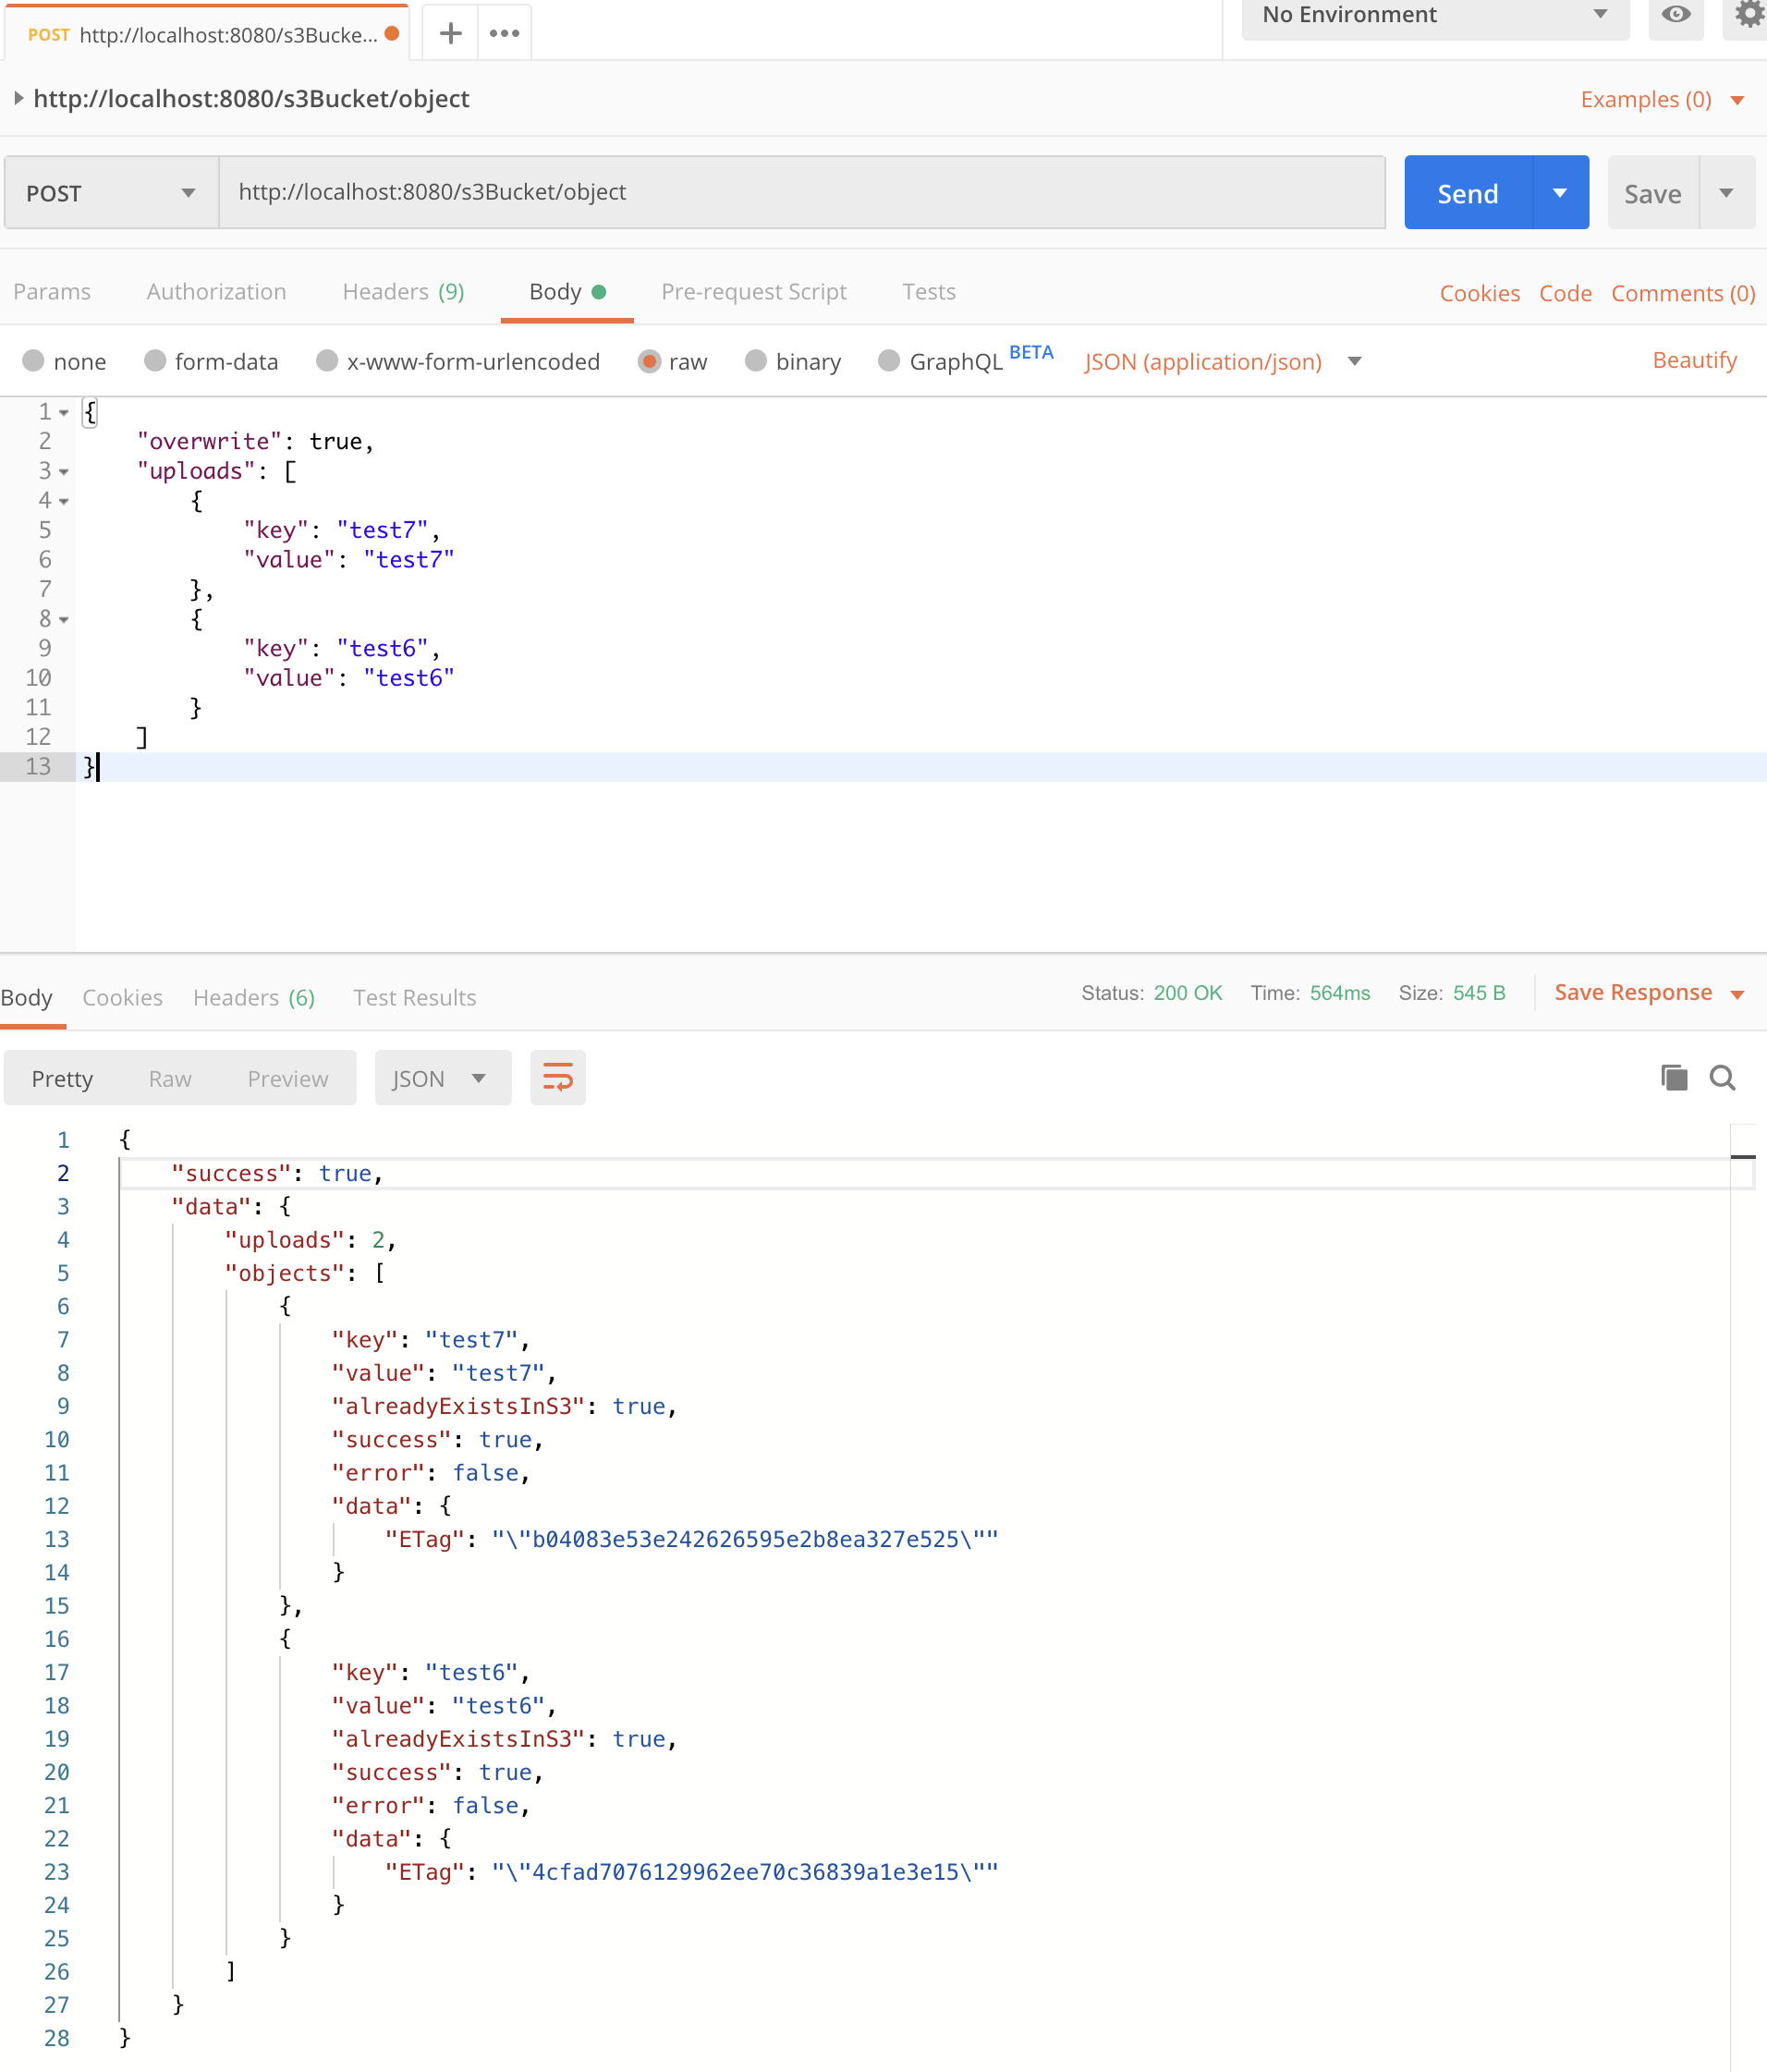 POST http://localhost:8080/s3Bucke...
No Environment
http://localhost:8080/s3Bucket/object
Examples (0)
POST http://localhost:8080/s3Bucket/object Send Save
Params Authorization Headers (9) Body Pre-request Script Tests Cookies Code Comments (0)
none form-data x-www-form-urlencoded raw binary GraphQL BETA JSON (application/json) Beautify
1 {
2     "overwrite": true,
3     "uploads": [
4         {
5             "key": "test7",
6             "value": "test7"
7         },
8         {
9             "key": "test6",
10             "value": "test6"
11         }
12     ]
13 }
Body Cookies Headers (6) Test Results Status: 200 OK Time: 564ms Size: 545 B Save Response
Pretty Raw Preview JSON
1 {
2     "success": true,
3     "data": {
4         "uploads": 2,
5         "objects": [
6             {
7                 "key": "test7",
8                 "value": "test7",
9                 "alreadyExistsInS3": true,
10                 "success": true,
11                 "error": false,
12                 "data": {
13                     "ETag": "\"b04083e53e242626595e2b8ea327e525\""
14                 }
15             },
16             {
17                 "key": "test6",
18                 "value": "test6",
19                 "alreadyExistsInS3": true,
20                 "success": true,
21                 "error": false,
22                 "data": {
23                     "ETag": "\"4cfad7076129962ee70c36839a1e3e15\""
24                 }
25             }
26         ]
27     }
28 }